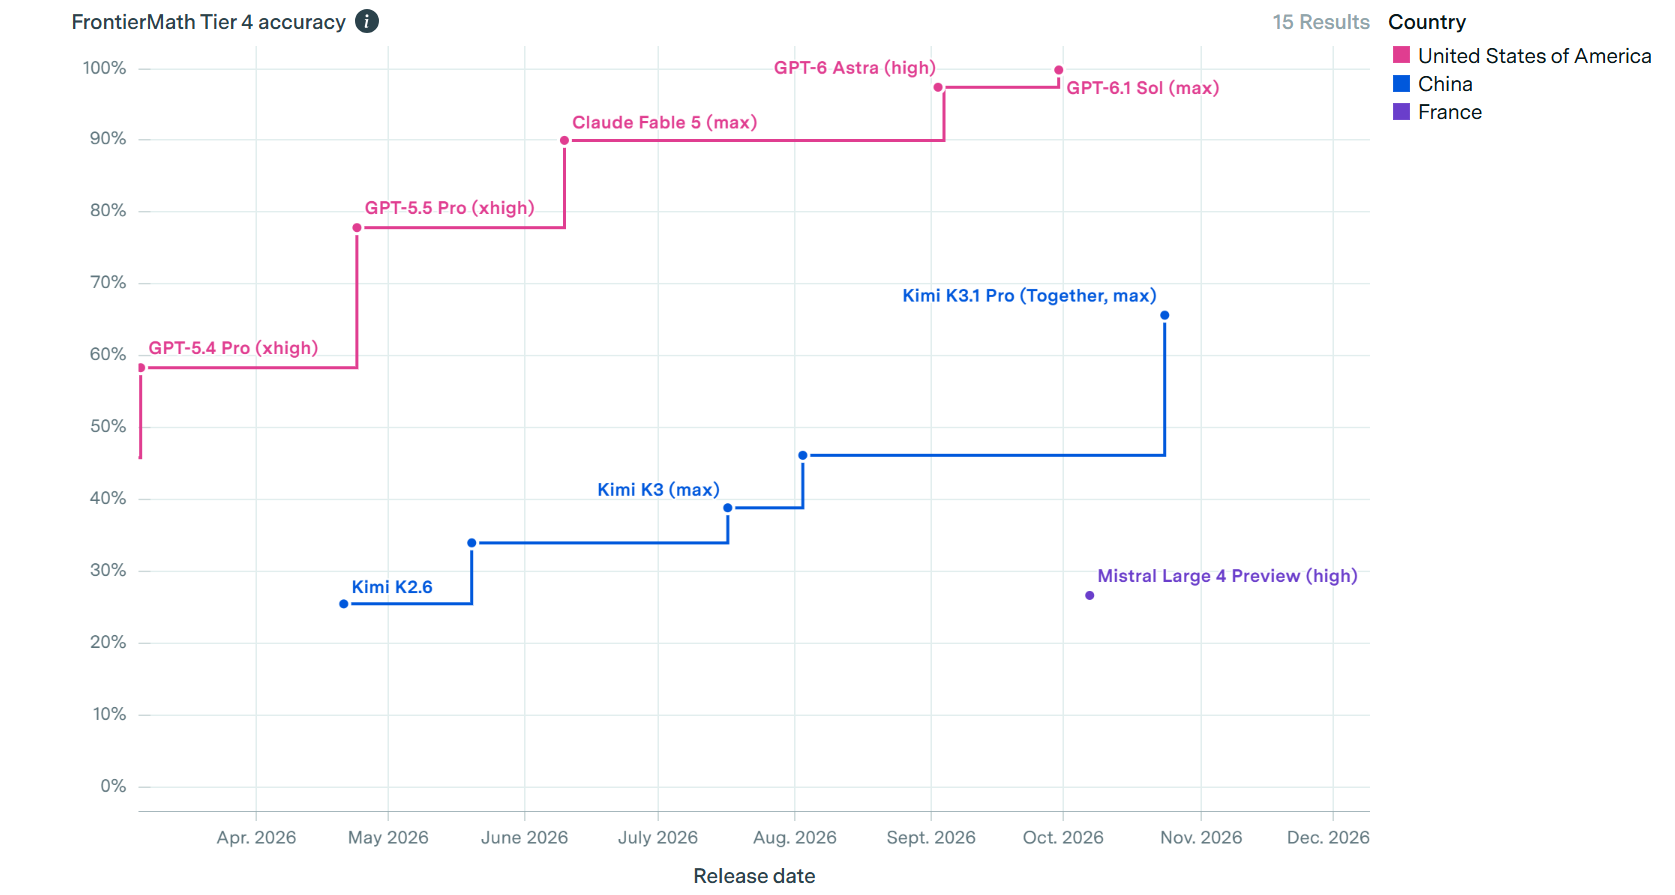 FrontierMath Tier 4 accuracy i
15 Results
Country
United States of America
China
France
100%
90%
80%
70%
60%
50%
40%
30%
20%
10%
0%
GPT-6 Astra (high)
GPT-6.1 Sol (max)
Claude Fable 5 (max)
GPT-5.5 Pro (xhigh)
Kimi K3.1 Pro (Together, max)
GPT-5.4 Pro (xhigh)
Kimi K3 (max)
Mistral Large 4 Preview (high)
Kimi K2.6
Apr. 2026
May 2026
June 2026
July 2026
Aug. 2026
Sept. 2026
Oct. 2026
Nov. 2026
Dec. 2026
Release date